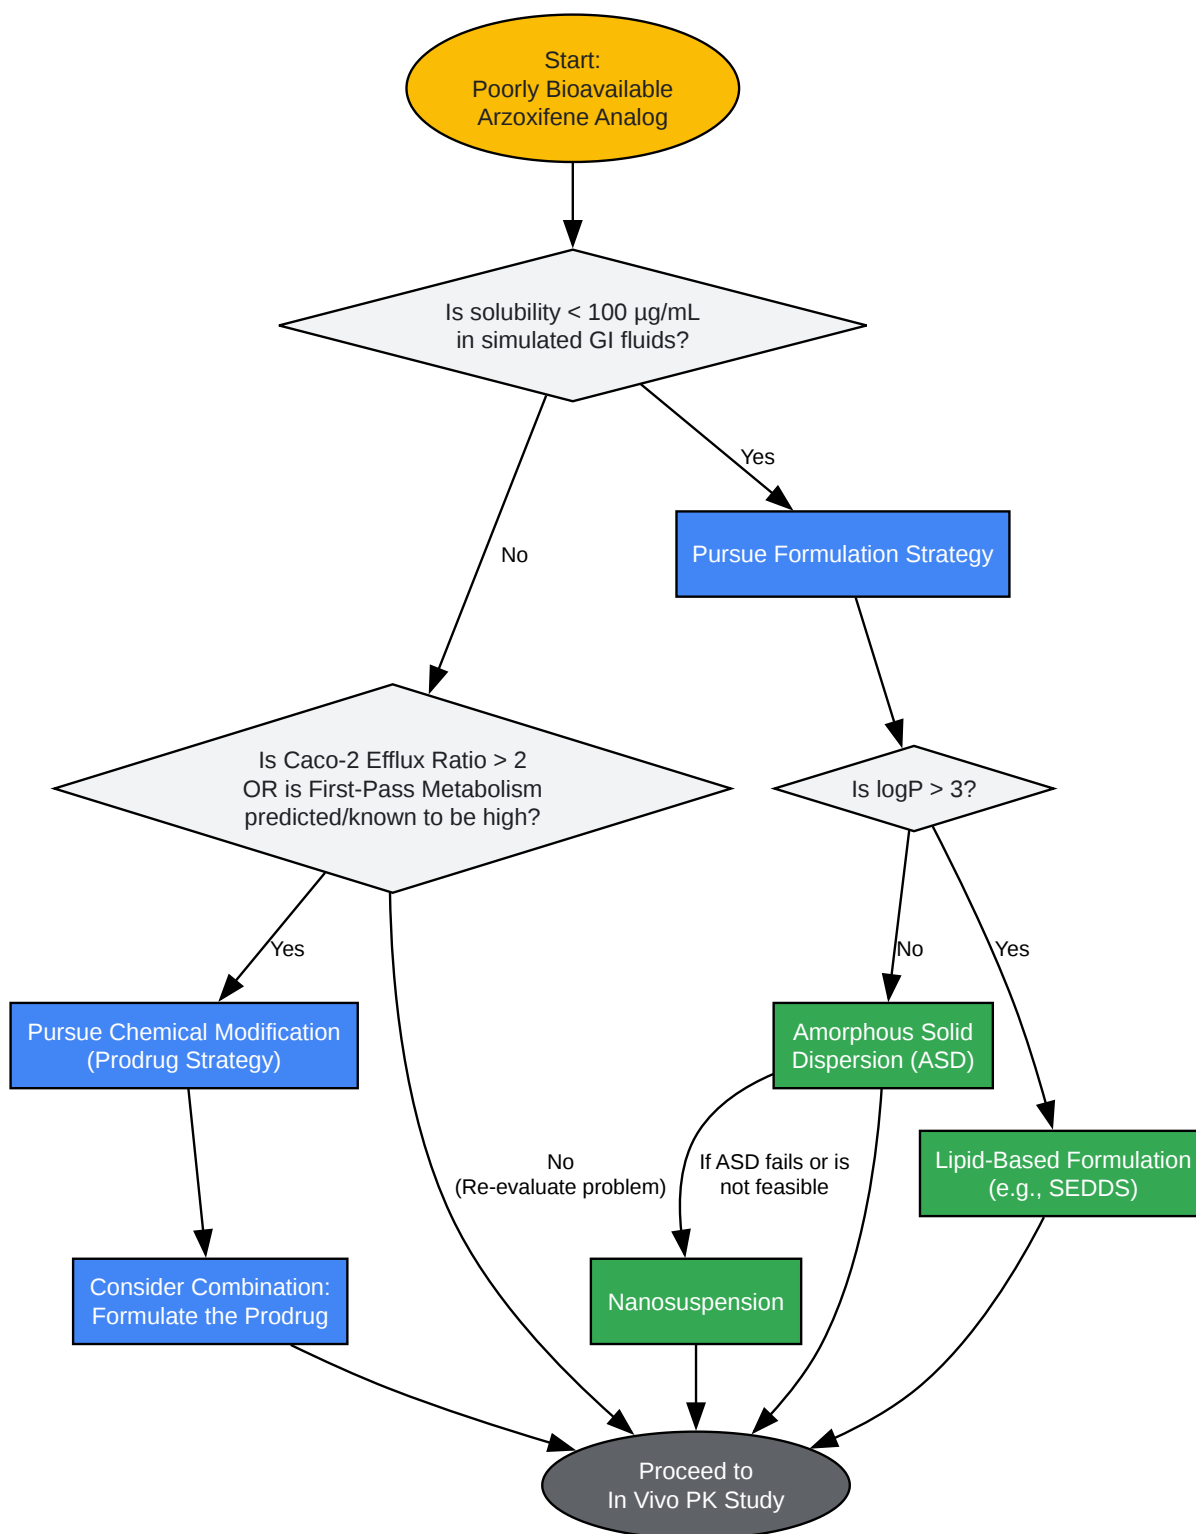 Start:
Poorly Bioavailable
Arzoxifene Analog
Is solubility < 100 µg/mL
in simulated GI fluids?
Yes
No
Pursue Formulation Strategy
Is Caco-2 Efflux Ratio > 2
OR is First-Pass Metabolism
predicted/known to be high?
Is logP > 3?
Yes
No
Yes
Pursue Chemical Modification
(Prodrug Strategy)
Amorphous Solid
Dispersion (ASD)
No
(Re-evaluate problem)
If ASD fails or is
not feasible
Lipid-Based Formulation
(e.g., SEDDS)
Consider Combination:
Formulate the Prodrug
Nanosuspension
Proceed to
In Vivo PK Study